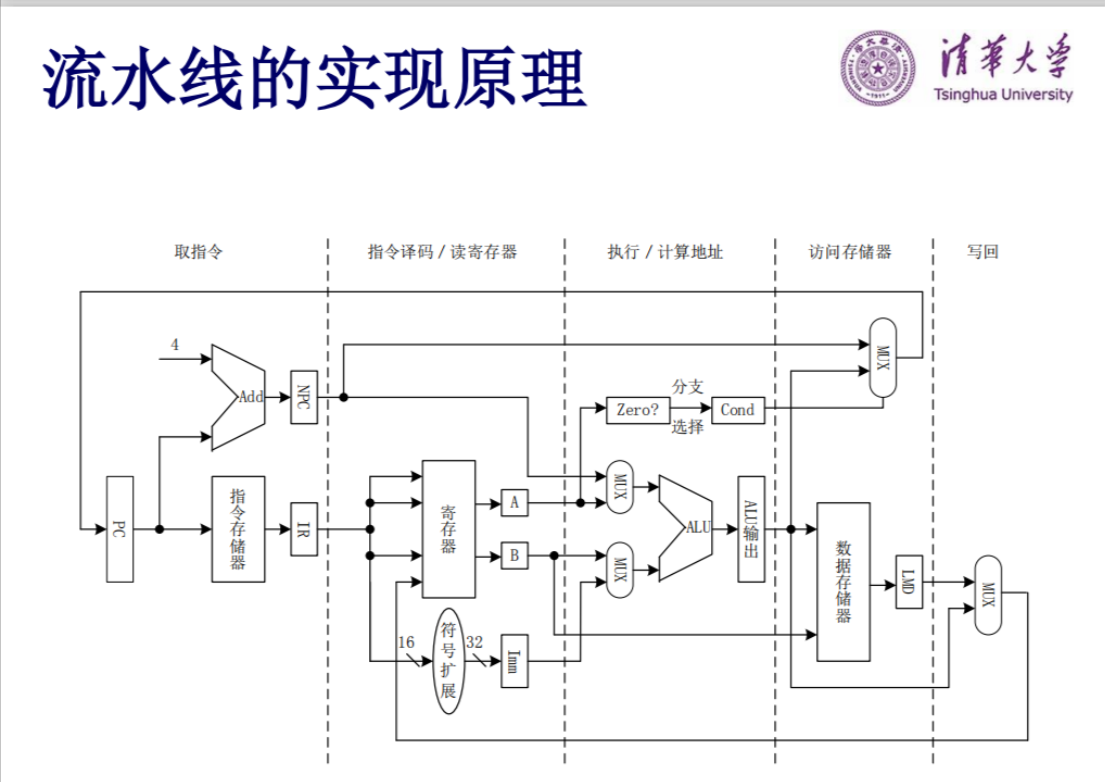 流水线的实现原理
清华大学
Tsinghua University
取指令
指令译码/读寄存器
执行/计算地址
访问存储器
写回
4
Add
NPC
MUX
分支
Zero?
Cond
选择
PC
指令存储器
IR
寄存器
A
B
MUX
MUX
ALU
ALU输出
数据存储器
LMD
MUX
16
符号扩展
32
Imm